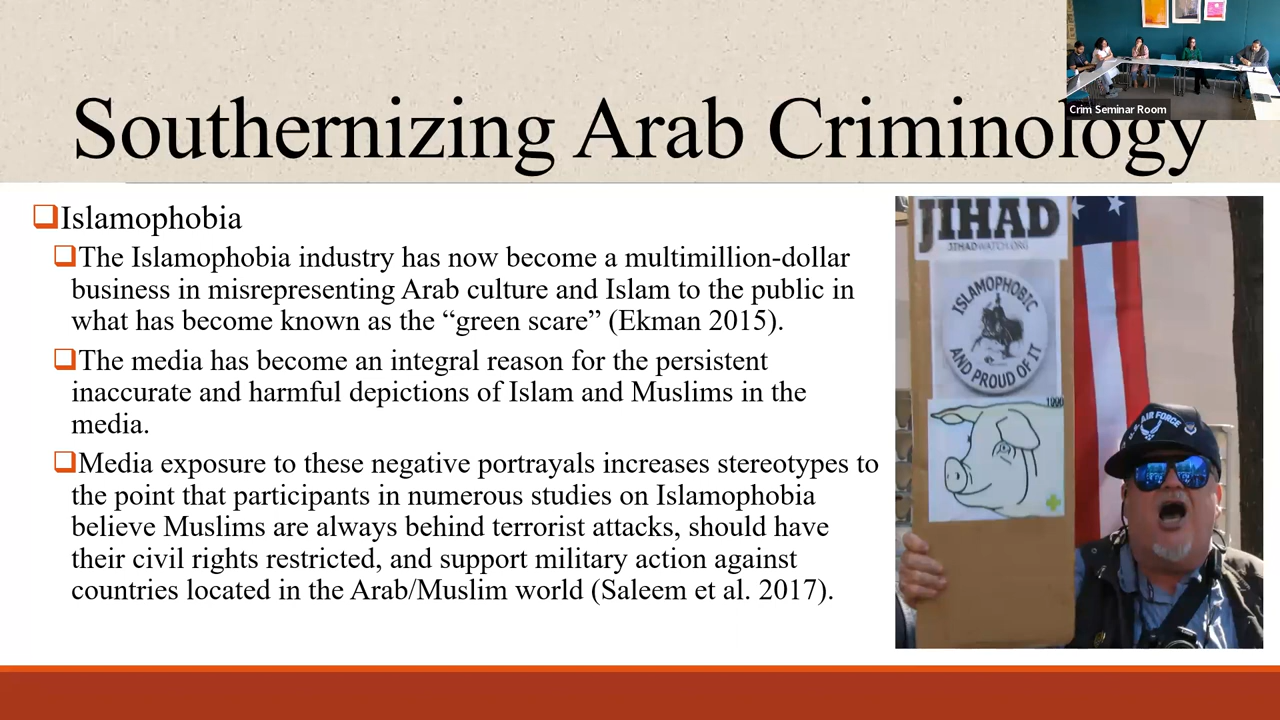 Southernizing Arab Criminology
Crim Seminar Room
Islamophobia
The Islamophobia industry has now become a multimillion-dollar
business in misrepresenting Arab culture and Islam to the public in
what has become known as the “green scare” (Ekman 2015).
The media has become an integral reason for the persistent
inaccurate and harmful depictions of Islam and Muslims in the
media.
Media exposure to these negative portrayals increases stereotypes to
the point that participants in numerous studies on Islamophobia
believe Muslims are always behind terrorist attacks, should have
their civil rights restricted, and support military action against
countries located in the Arab/Muslim world (Saleem et al. 2017).
JIHAD
JIHADWATCH.ORG
ISLAMOPHOBIC
AND PROUD OF IT
U.S. AIR FORCE